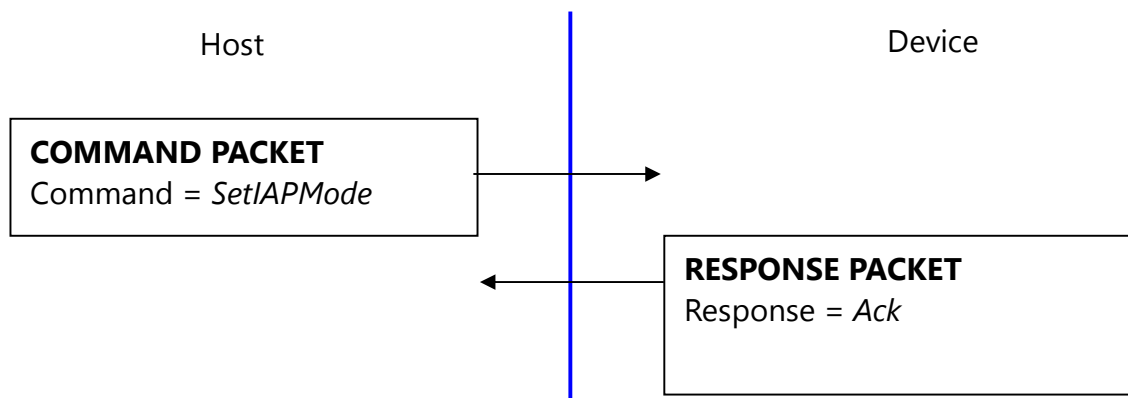 Host
Device
COMMAND PACKET
Command = SetIAPMode
RESPONSE PACKET
Response = Ack